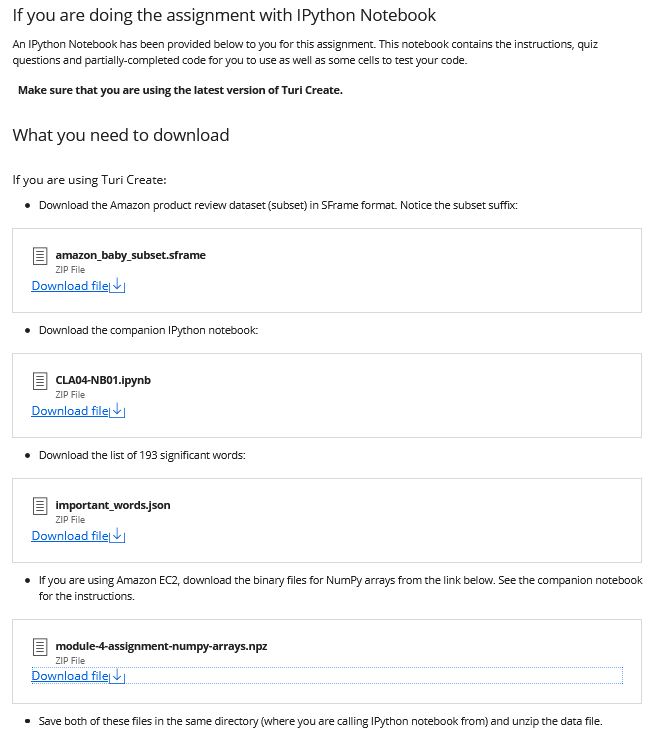 If you are doing the assignment with IPython Notebook
An IPython Notebook has been provided below to you for this assignment. This notebook contains the instructions, quiz
questions and partially-completed code for you to use as well as some cells to test your code.
Make sure that you are using the latest version of Turi Create.
What you need to download
If you are using Turi Create:
• Download the Amazon product review dataset (subset) in SFrame format. Notice the subset suffix:
amazon_baby_subset.sframe
ZIP File
Download file
• Download the companion IPython notebook:
CLA04-NB01.ipynb
ZIP File
Download file
• Download the list of 193 significant words:
important_words.json
ZIP File
Download file
• If you are using Amazon EC2, download the binary files for NumPy arrays from the link below. See the companion notebook
for the instructions.
module-4-assignment-numpy-arrays.npz
ZIP File
Download file
• Save both of these files in the same directory (where you are calling IPython notebook from) and unzip the data file.